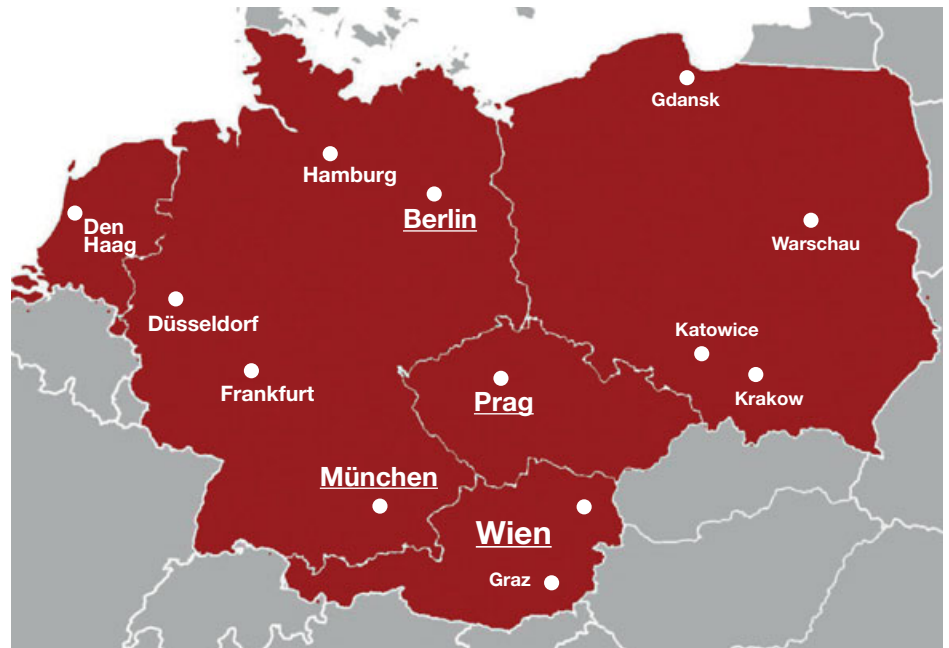 Gdansk
Hamburg
Berlin
Den
Haag
Warschau
Düsseldorf
Katowice
Frankfurt
Krakow
Prag
München
Wien
Graz